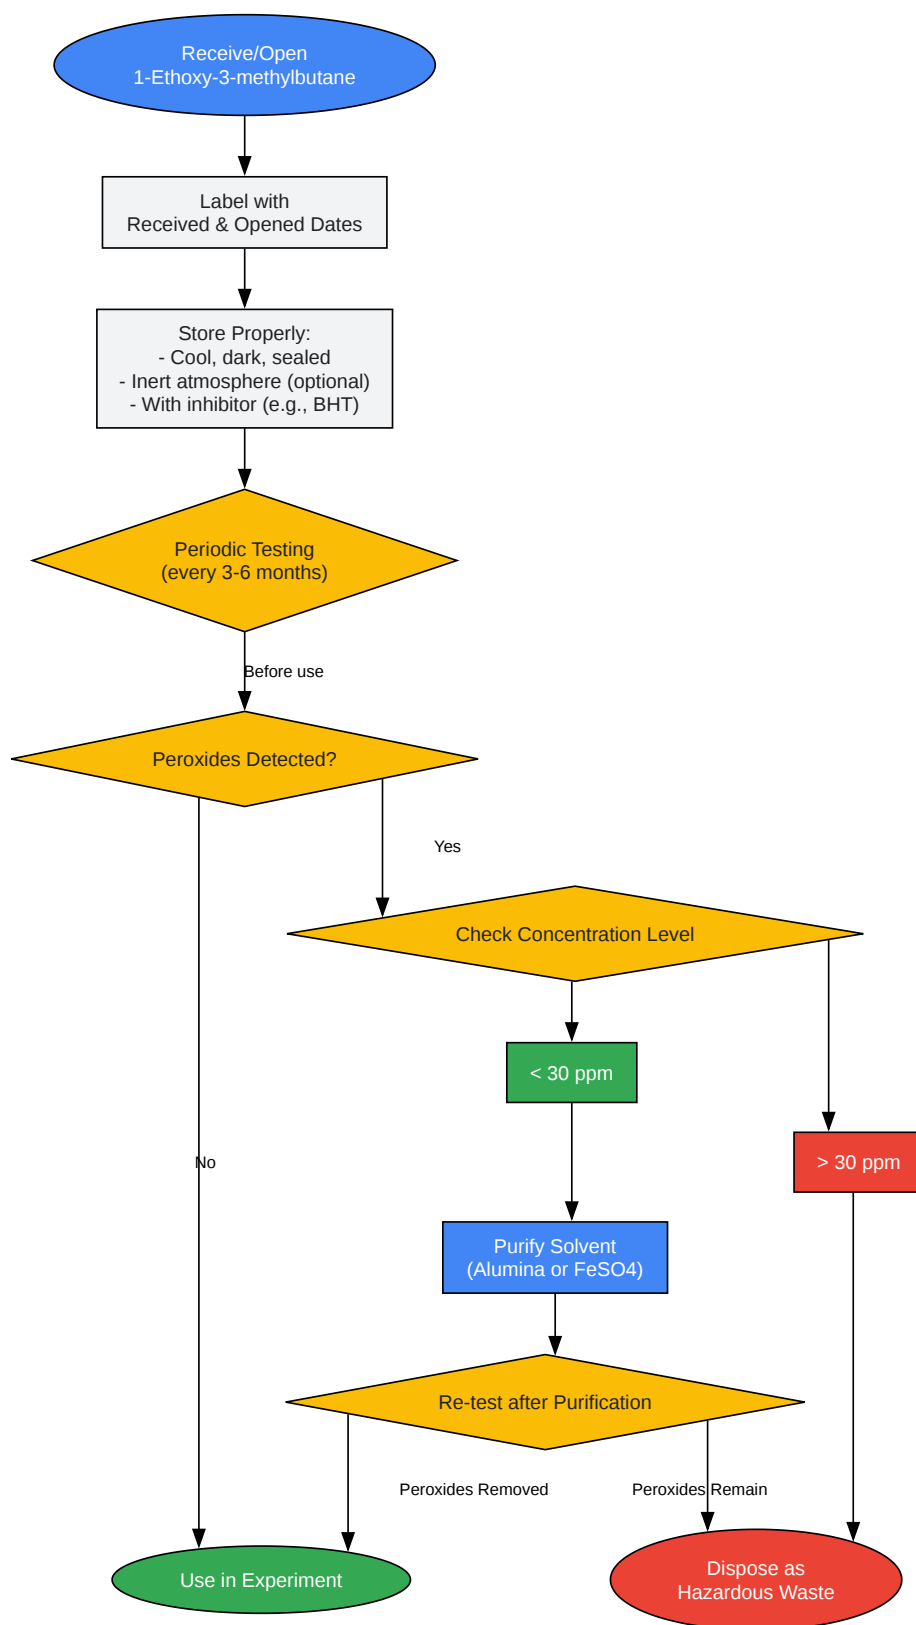 Receive/Open
1-Ethoxy-3-methylbutane
Label with
Received & Opened Dates
Store Properly:
- Cool, dark, sealed
- Inert atmosphere (optional)
- With inhibitor (e.g., BHT)
Periodic Testing
(every 3-6 months)
Before use
Peroxides Detected?
Yes
Check Concentration Level
< 30 ppm
No
> 30 ppm
Purify Solvent
(Alumina or FeSO4)
Re-test after Purification
Peroxides Removed
Peroxides Remain
Use in Experiment
Dispose as
Hazardous Waste